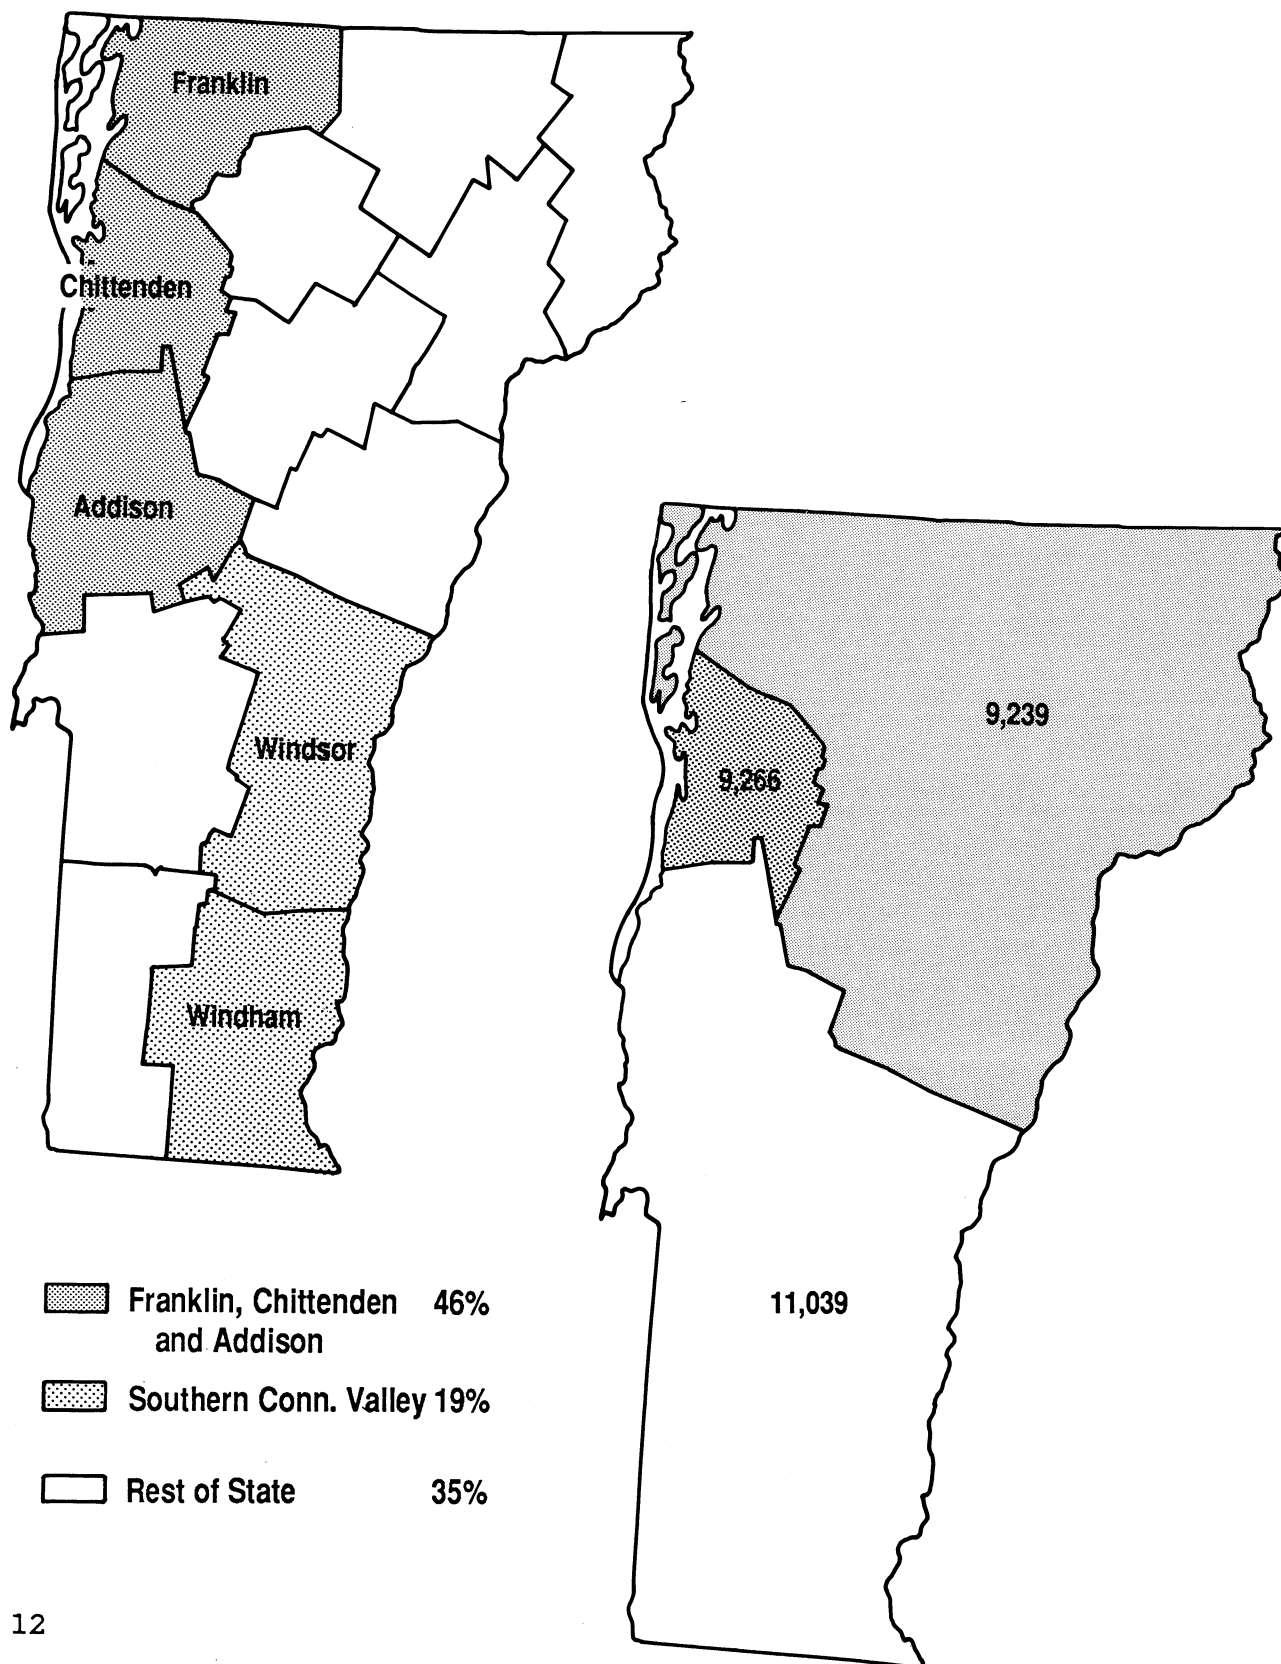 Franklin
Chittenden
Addison
Windsor
Windham
9,239
9,266
11,039
Franklin, Chittenden 46%
and Addison
Southern Conn. Valley 19%
Rest of State 35%
12